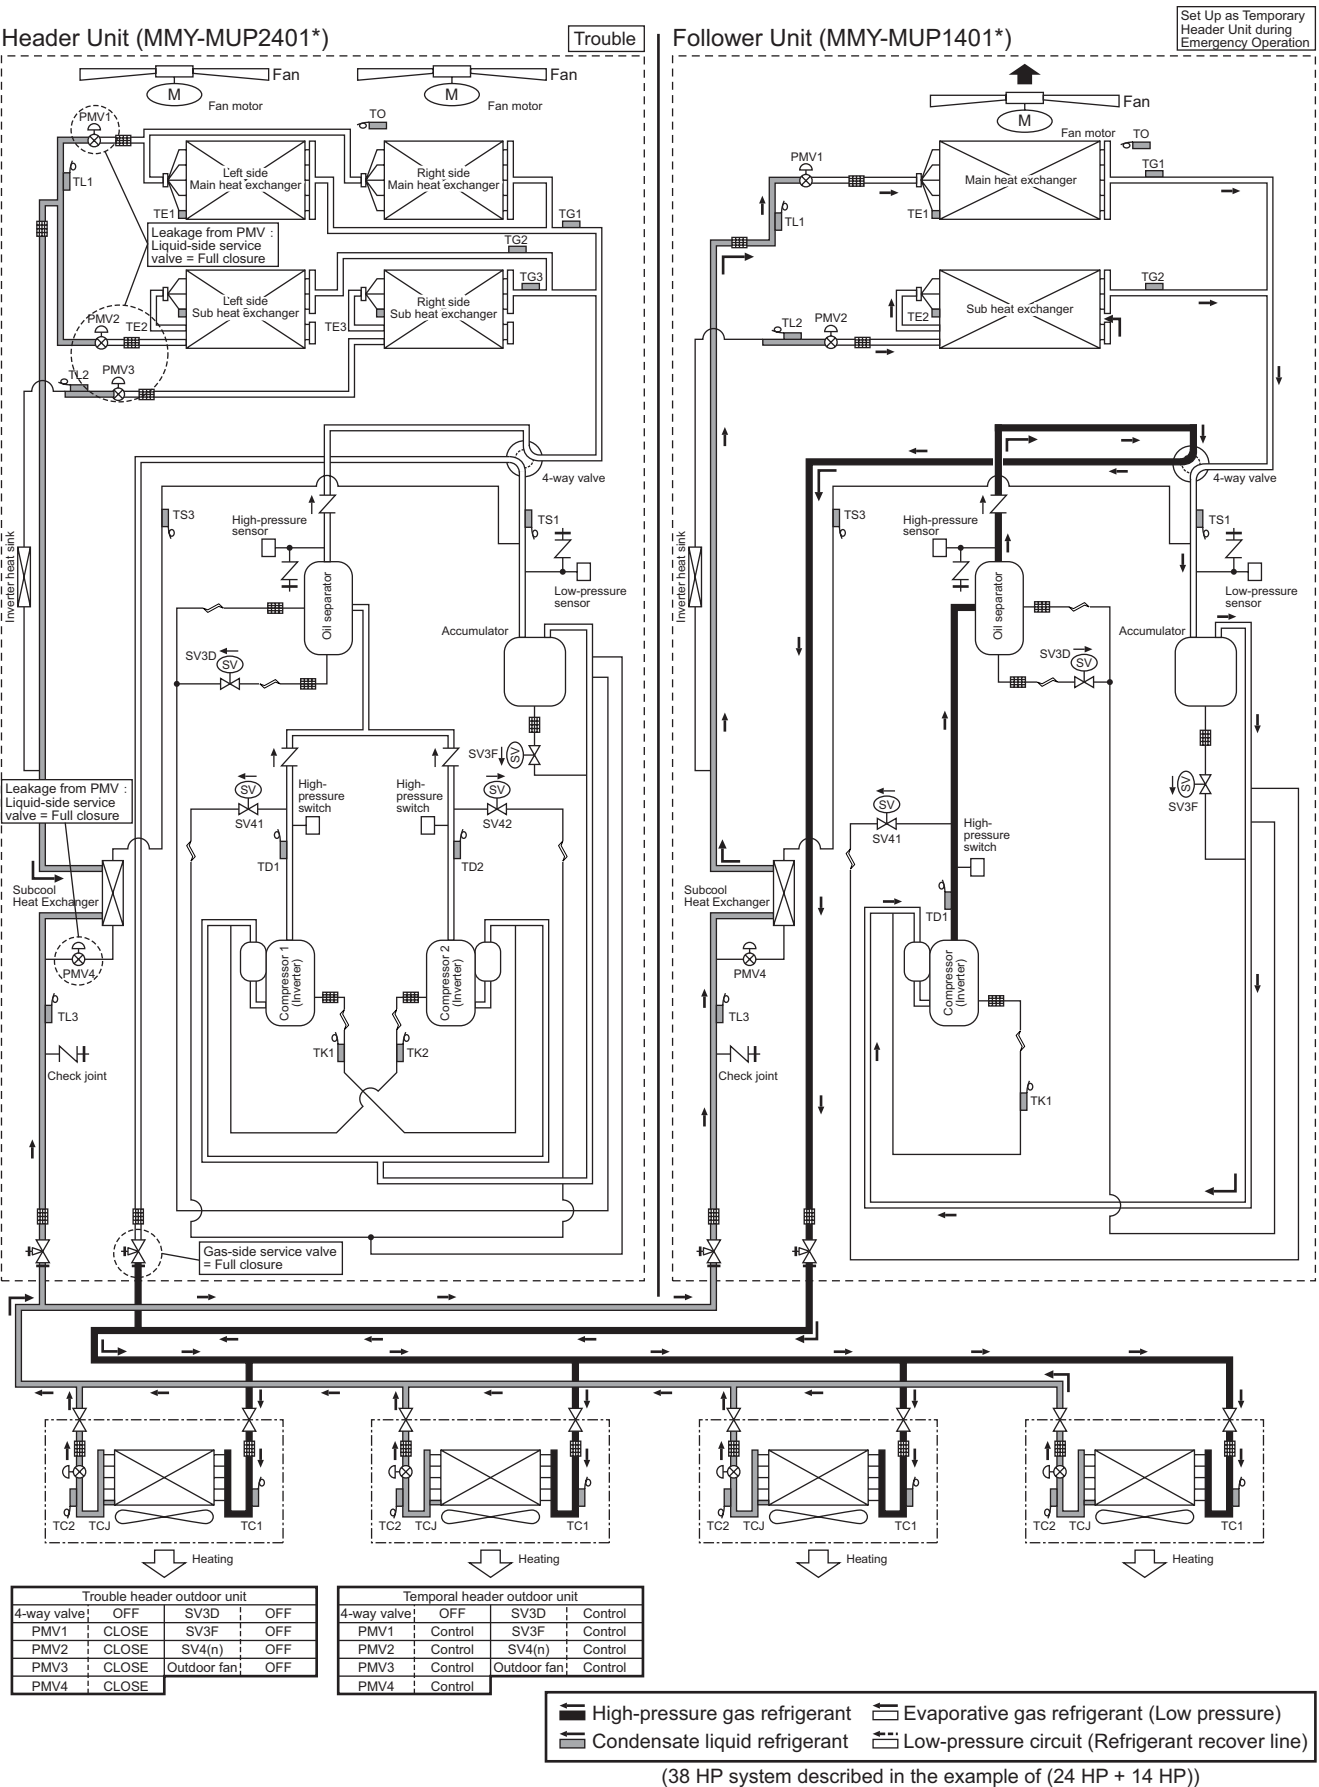 Header Unit (MMY-MUP2401*)
Trouble
Fan
Fan
M
M
Fan motor
Fan motor
PMV1
TO
TL1
Left side
Main heat exchanger
Right side
Main heat exchanger
TE1
TG1
Leakage from PMV :
Liquid-side service
valve = Full closure
TG2
TG3
Left side
Sub heat exchanger
Right side
Sub heat exchanger
PMV2
TE2
TE3
TL2
PMV3
4-way valve
TS3
High-pressure
sensor
TS1
Low-pressure
sensor
Inverter heat sink
Oil separator
Accumulator
SV3D
SV
SV3F
SV
Leakage from PMV :
Liquid-side service
valve = Full closure
SV
SV41
High-
pressure
switch
High-
pressure
switch
SV
SV42
TD1
TD2
Subcool
Heat Exchanger
PMV4
Compressor 1
(Inverter)
Compressor 2
(Inverter)
TL3
TK1
TK2
Check joint
Gas-side service valve
= Full closure
Follower Unit (MMY-MUP1401*)
Set Up as Temporary
Header Unit during
Emergency Operation
Fan
M
Fan motor
TO
PMV1
TG1
Main heat exchanger
TL1
TE1
TG2
Sub heat exchanger
TL2
PMV2
TE2
4-way valve
TS3
High-pressure
sensor
TS1
Low-pressure
sensor
Inverter heat sink
Oil separator
Accumulator
SV3D
SV
SV
SV3F
SV
SV41
High-
pressure
switch
Subcool
Heat Exchanger
TD1
PMV4
Compressor
(Inverter)
TL3
Check joint
TK1
TC2
TCJ
TC1
TC2
TCJ
TC1
TC2
TCJ
TC1
TC2
TCJ
TC1
Heating
Heating
Heating
Heating
Trouble header outdoor unit
4-way valve OFF SV3D OFF
PMV1 CLOSE SV3F OFF
PMV2 CLOSE SV4(n) OFF
PMV3 CLOSE Outdoor fan OFF
PMV4 CLOSE
Temporal header outdoor unit
4-way valve OFF SV3D Control
PMV1 Control SV3F Control
PMV2 Control SV4(n) Control
PMV3 Control Outdoor fan Control
PMV4 Control
High-pressure gas refrigerant
Evaporative gas refrigerant (Low pressure)
Condensate liquid refrigerant
Low-pressure circuit (Refrigerant recover line)
(38 HP system described in the example of (24 HP + 14 HP))